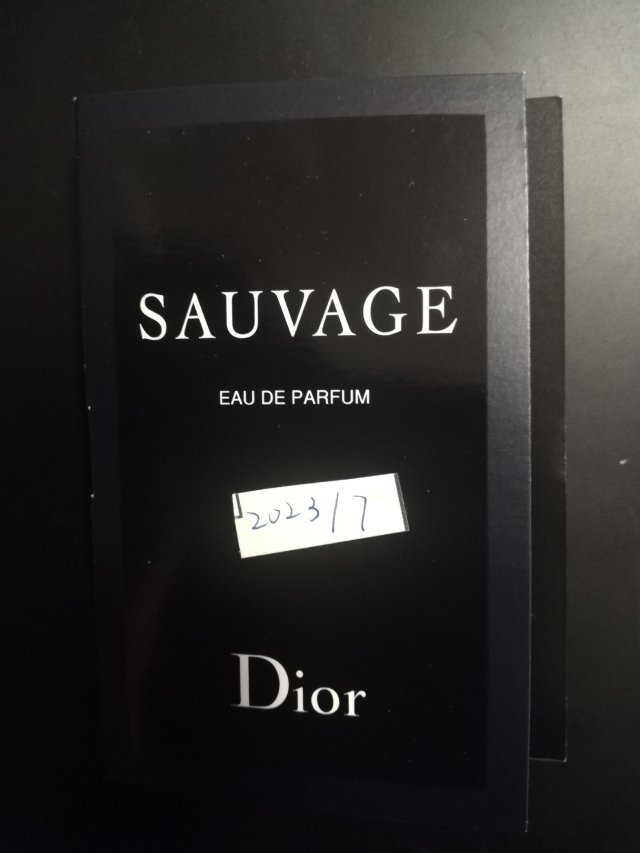 SAUVAGE
EAU DE PARFUM
2023/7
Dior